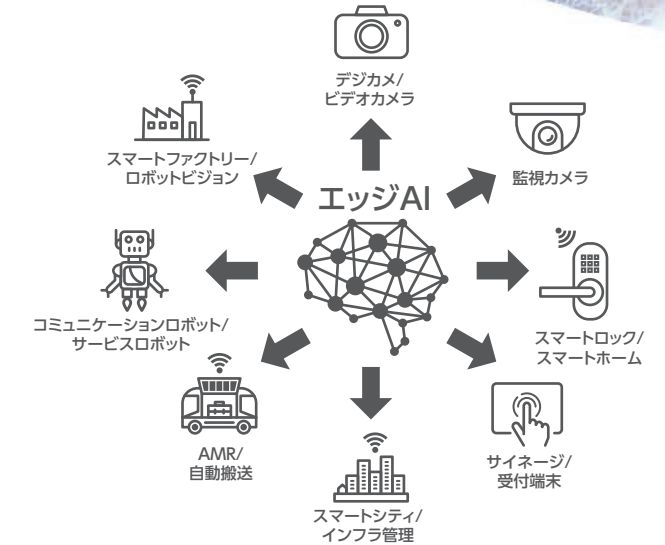 デジカメ/
ビデオカメラ
スマートファクトリー/
ロボットビジョン
監視カメラ
エッジAI
コミュニケーションロボット/
サービスロボット
スマートロック/
スマートホーム
AMR/
自動搬送
サイネージ/
受付端末
スマートシティ/
インフラ管理